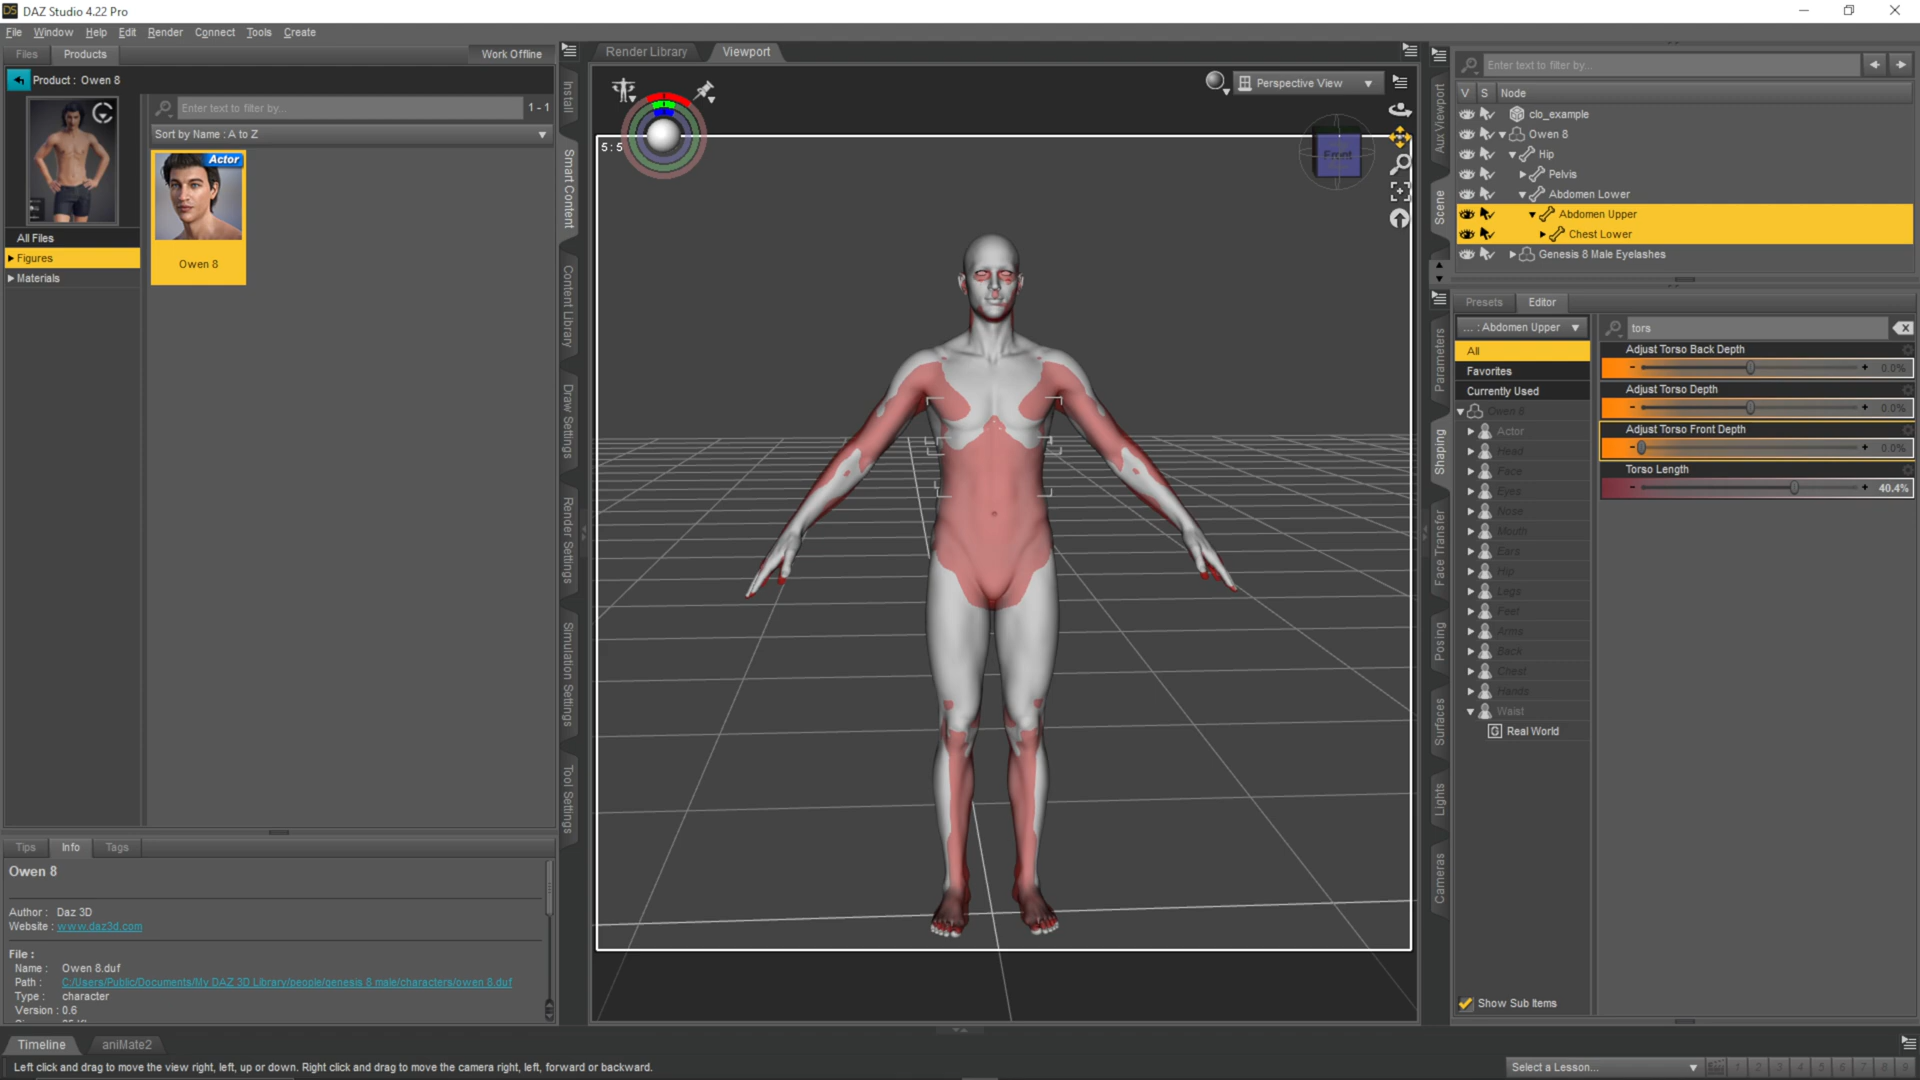 DAZ Studio 4.22 Pro
File Window Help Edit Render Connect Tools Create
Files Products Work Offline
Product : Owen 8
Enter text to filter by... 1 - 1
Sort by Name : A to Z
Actor
Owen 8
All Files
Figures
Materials
Tips Info Tags
Owen 8
Author : Daz 3D
Website : www.daz3d.com
File :
Name : Owen 8.duf
Path : C:/Users/Public/Documents/My DAZ 3D Library/people/genesis 8 male/characters/owen 8.duf
Type : character
Version : 0.6
Install
Smart Content
Content Library
Draw Settings
Render Settings
Simulation Settings
Tool Settings
Render Library Viewport
Perspective View
5 : 5
Front
Aux Viewport
Scene
Enter text to filter by...
V S Node
clo_example
Owen 8
Hip
Pelvis
Abdomen Lower
Abdomen Upper
Chest Lower
Genesis 8 Male Eyelashes
Parameters
Shaping
Face Transfer
Posing
Surfaces
Lights
Cameras
Presets Editor
... : Abdomen Upper
tors
All
Favorites
Currently Used
Owen 8
Actor
Head
Face
Eyes
Nose
Mouth
Ears
Hip
Legs
Feet
Arms
Back
Chest
Hands
Waist
G Real World
Show Sub Items
Adjust Torso Back Depth
- + 0.0%
Adjust Torso Depth
- + 0.0%
Adjust Torso Front Depth
- + 0.0%
Torso Length
- + 40.4%
Timeline aniMate2
Left click and drag to move the view right, left, up or down. Right click and drag to move the camera right, left, forward or backward.
Select a Lesson... 1 2 3 4 5 6 7 8 9